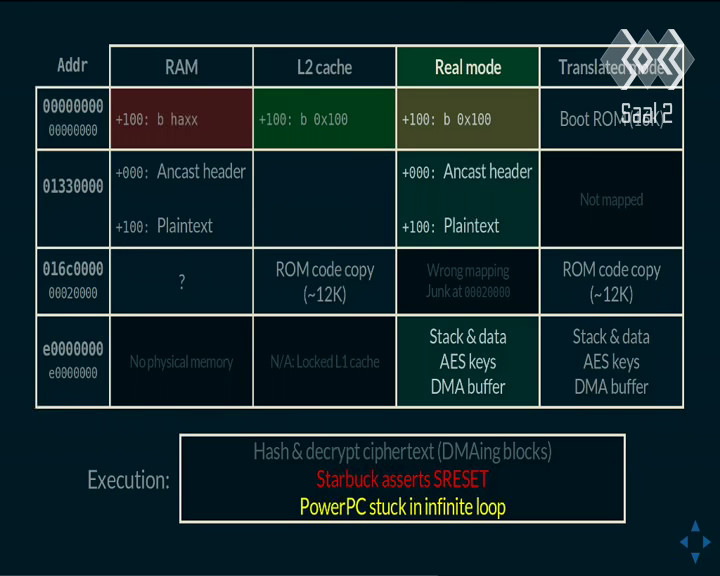 Addr
RAM
L2 cache
Real mode
Translated mode
Saal 2
00000000
00000000
+100: b haxx
+100: b 0x100
+100: b 0x100
Boot ROM (16K)
01330000
+000: Ancast header
+100: Plaintext
+000: Ancast header
+100: Plaintext
Not mapped
016c0000
00020000
?
ROM code copy
(~12K)
Wrong mapping
Junk at 00020000
ROM code copy
(~12K)
e0000000
e0000000
No physical memory
N/A: Locked L1 cache
Stack & data
AES keys
DMA buffer
Stack & data
AES keys
DMA buffer
Execution:
Hash & decrypt ciphertext (DMAing blocks)
Starbuck asserts SRESET
PowerPC stuck in infinite loop